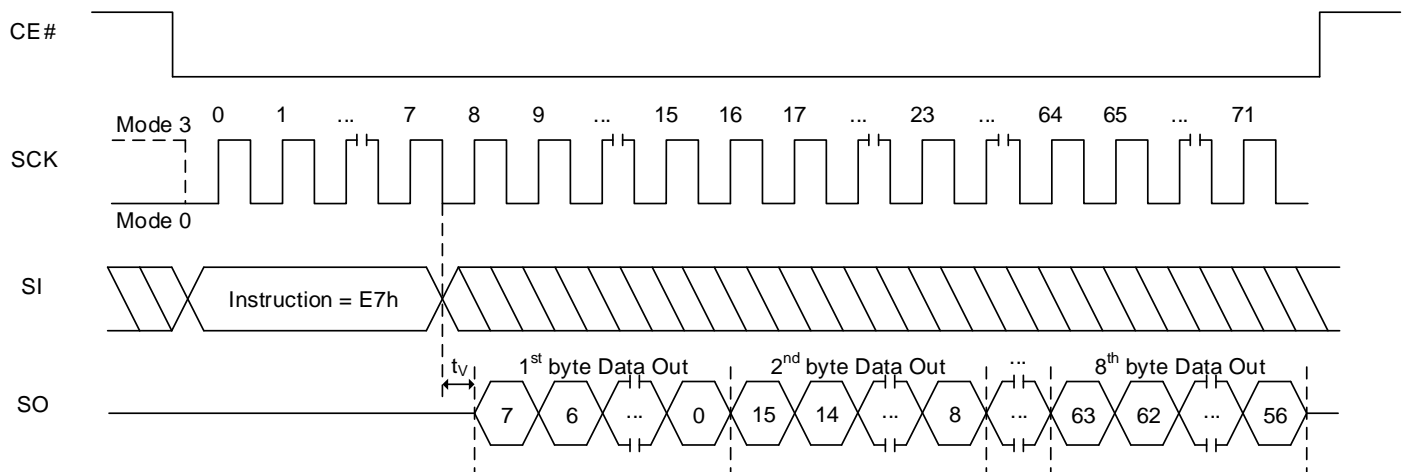 CE#
0 1 ... 7 8 9 ... 15 16 17 ... 23 ... 64 65 ... 71
Mode 3
SCK
Mode 0
SI
Instruction = E7h
tV 1st byte Data Out 2nd byte Data Out ... 8th byte Data Out
SO
7 6 ... 0 15 14 ... 8 ... 63 62 ... 56